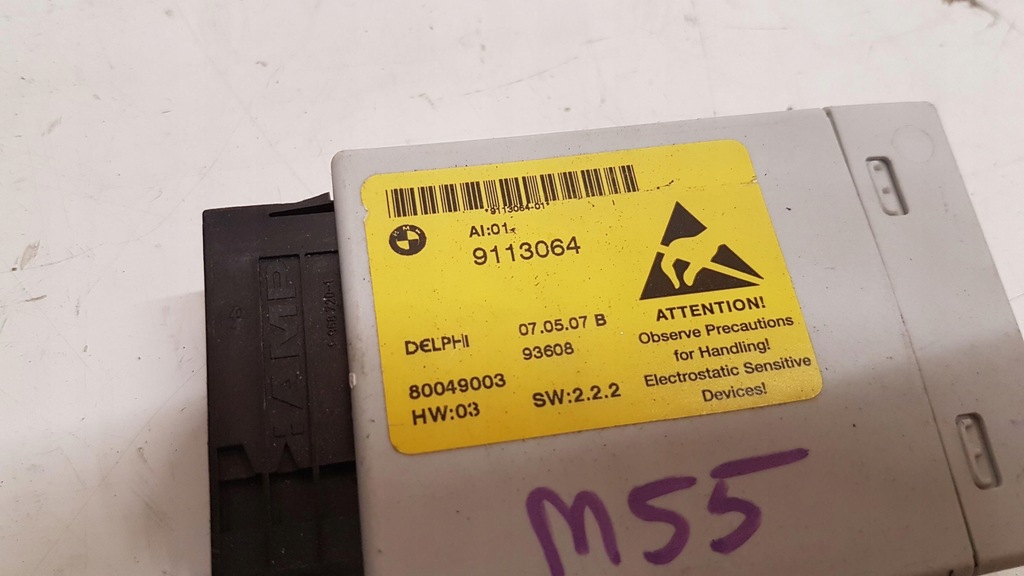 *9113064-01*
AI:01
9113064
DELPHI
07.05.07 B
93608
80049003
HW:03
SW:2.2.2
ATTENTION!
Observe Precautions
for Handling!
Electrostatic Sensitive
Devices!
M55
AMP